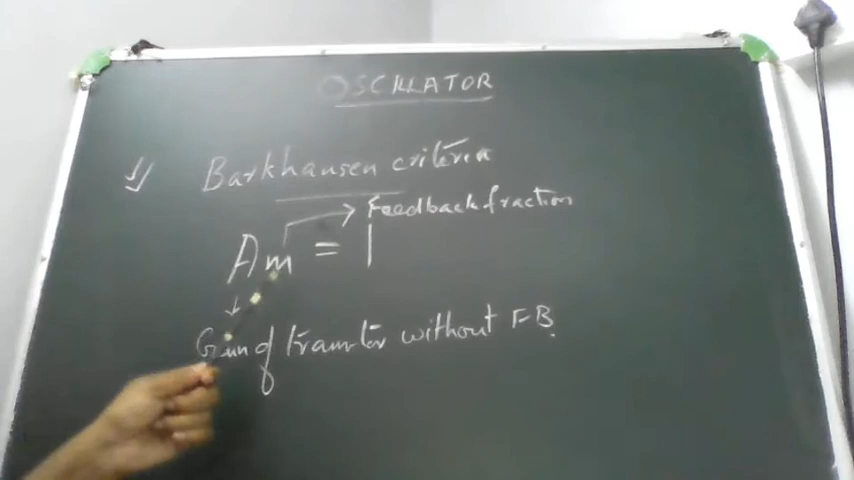 OSCILLATOR
Barkhausen criteria
Feedback fraction
Am = 1
Gain of transistor without FB.